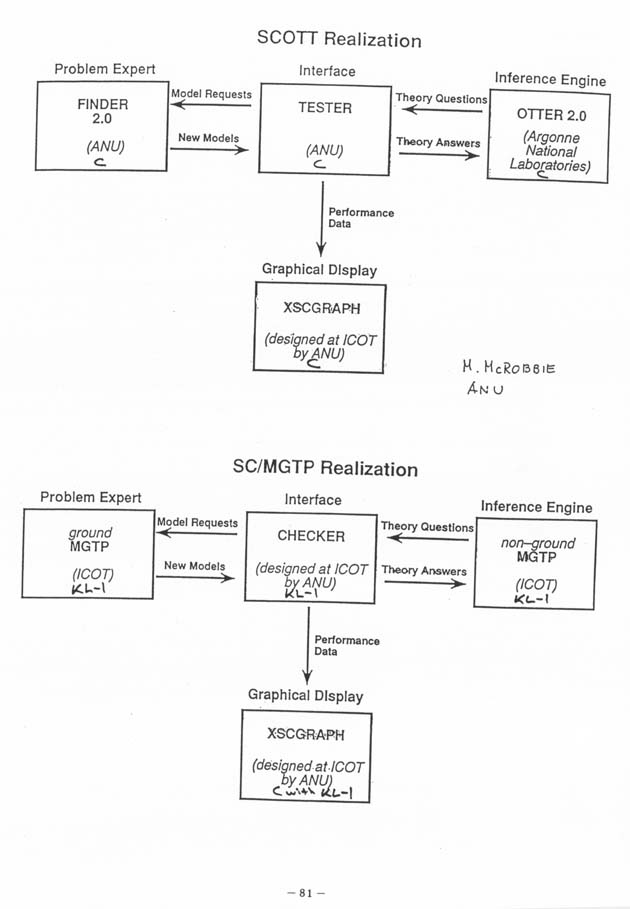 SCOTT Realization
Problem Expert
Interface
Inference Engine
FINDER
2.0
(ANU)
C
Model Requests
New Models
TESTER
(ANU)
C
Theory Questions
Theory Answers
OTTER 2.0
(Argonne
National
Laboratories)
C
Performance
Data
Graphical Display
XSCGRAPH
(designed at ICOT
by ANU)
C
M. McROBBIE
ANU
SC/MGTP Realization
Problem Expert
Interface
Inference Engine
ground
MGTP
(ICOT)
KL-1
Model Requests
New Models
CHECKER
(designed at ICOT
by ANU)
KL-1
Theory Questions
Theory Answers
non-ground
MGTP
(ICOT)
KL-1
Performance
Data
Graphical Display
XSCGRAPH
(designed at ICOT
by ANU)
C with KL-1
— 81 —